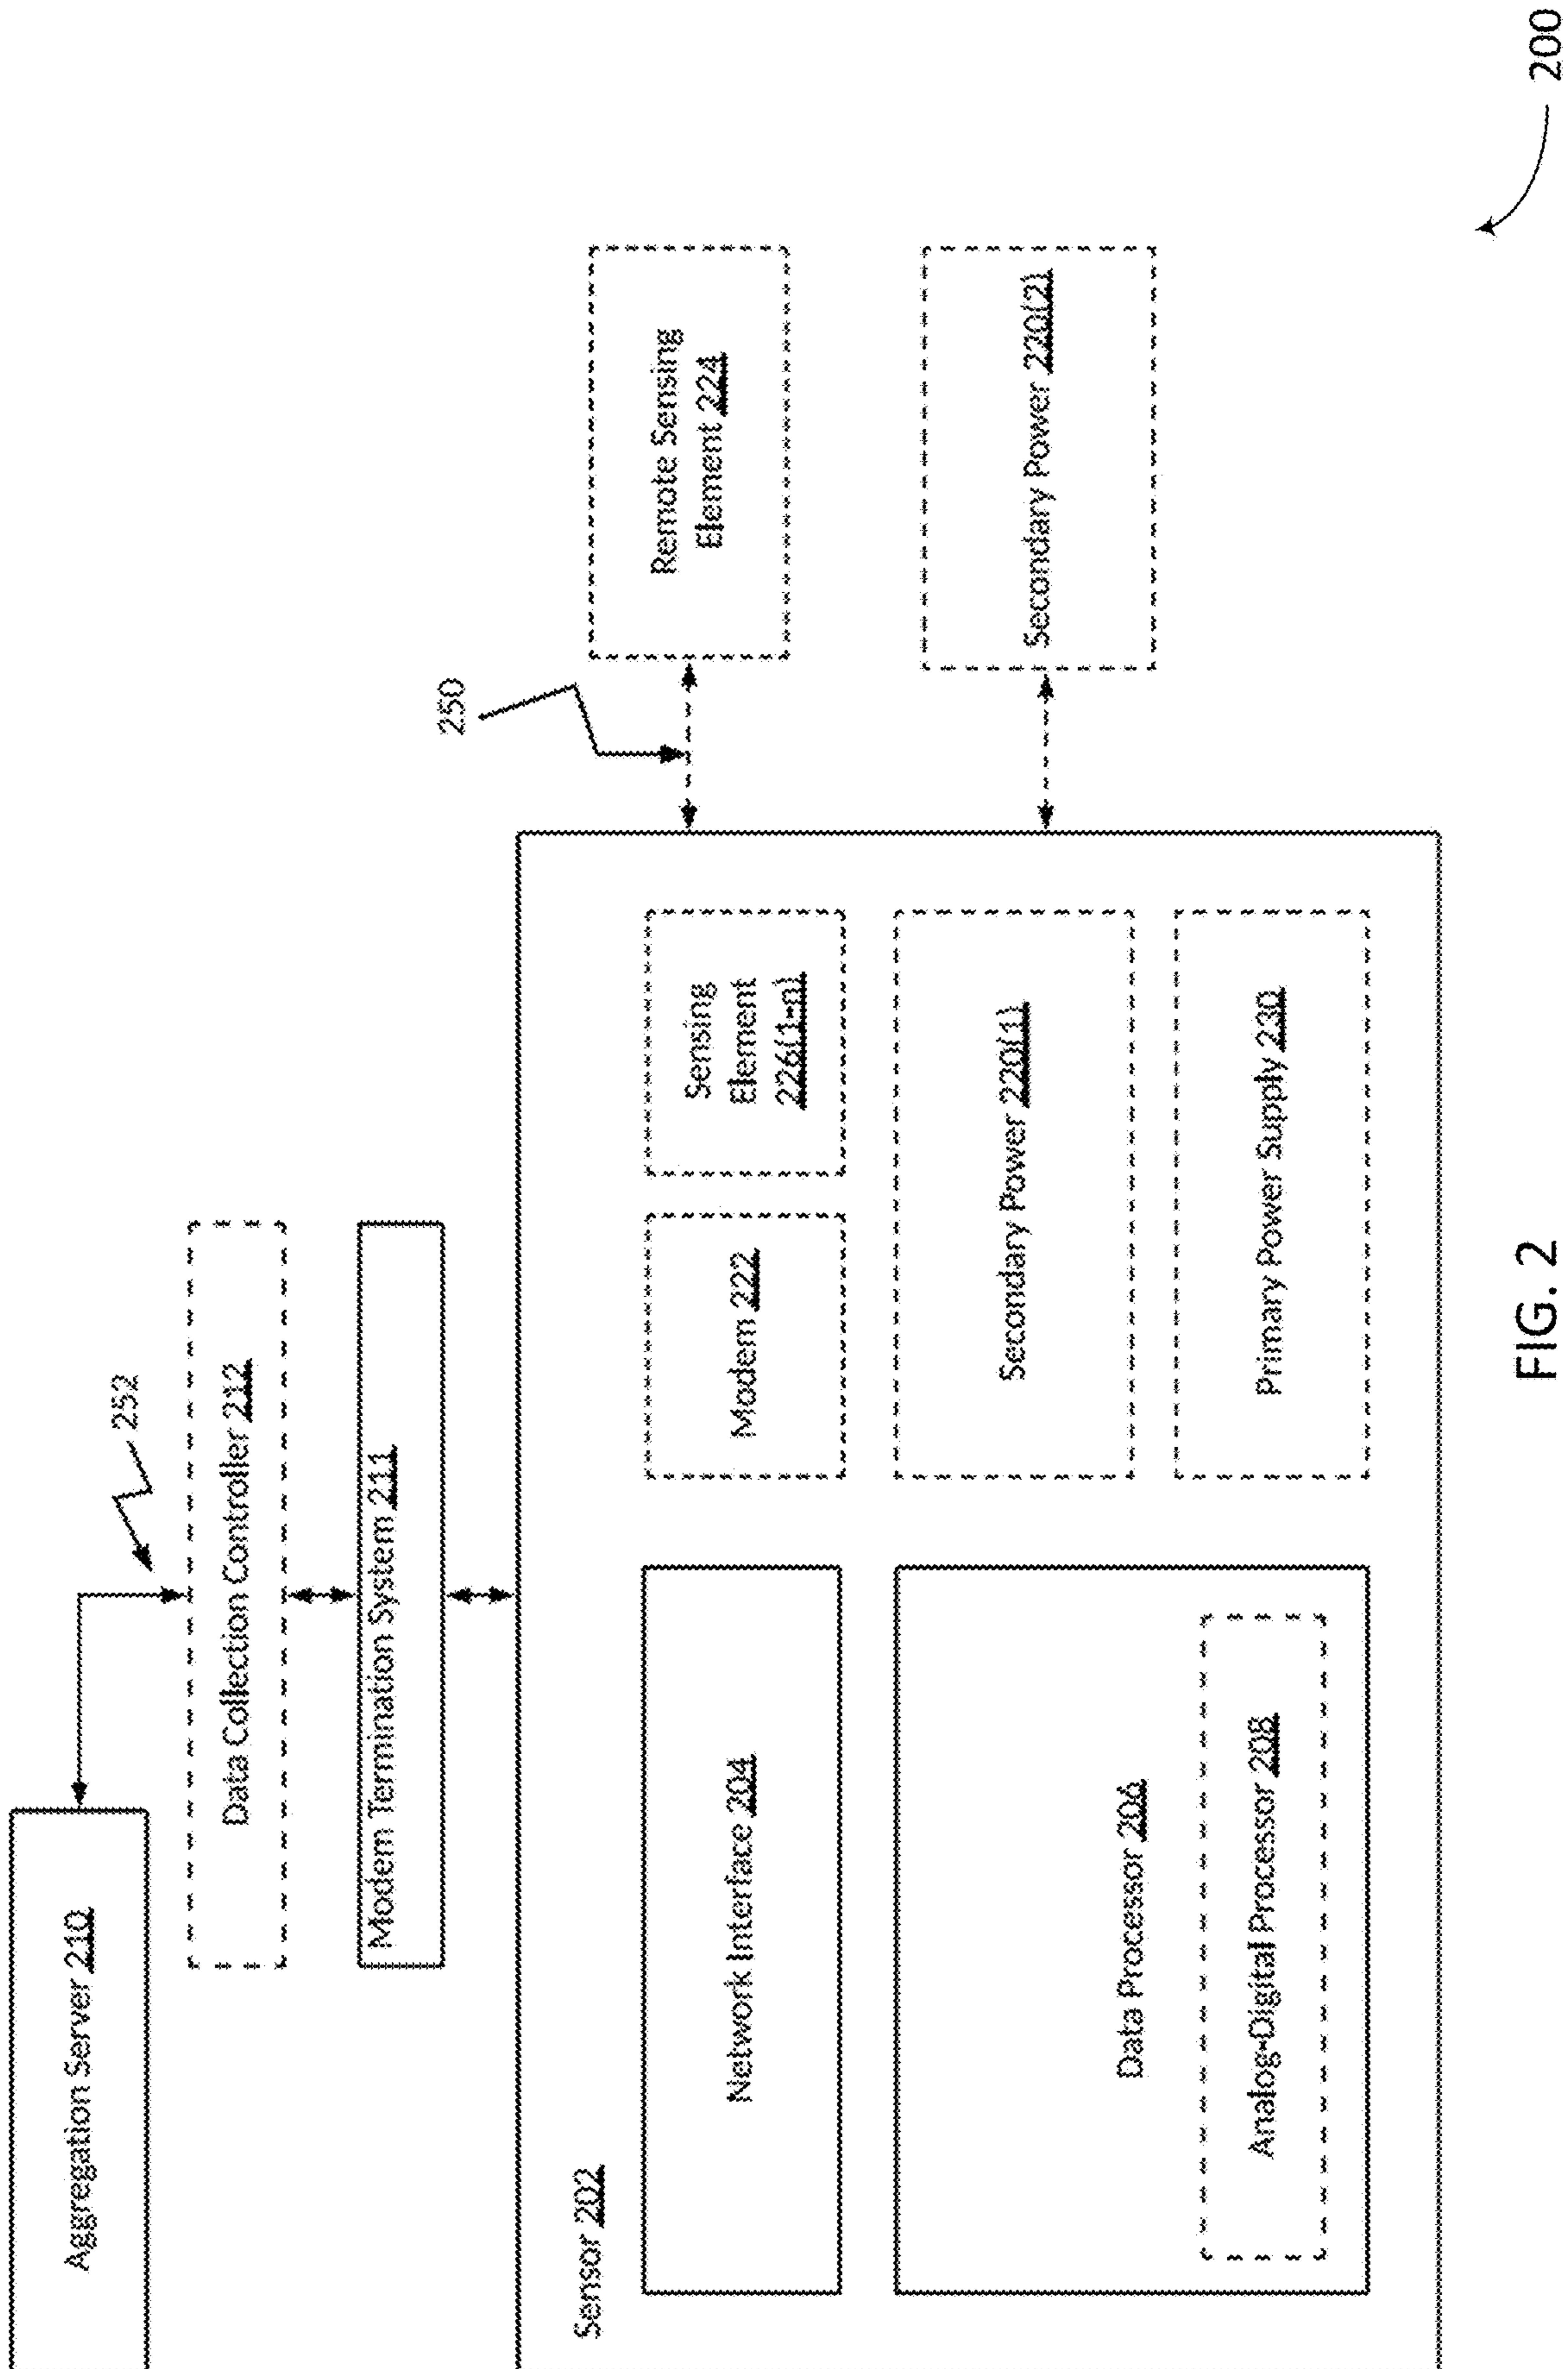 Aggregation Server 210
252
Data Collection Controller 212
Modem Termination System 211
250
Sensor 202
Network Interface 204
Modem 222
Sensing
Element
226(1-n)
Remote Sensing
Element 224
Data Processor 206
Analog-Digital Processor 208
Secondary Power 220(1)
Secondary Power 220(2)
Primary Power Supply 230
200
FIG. 2